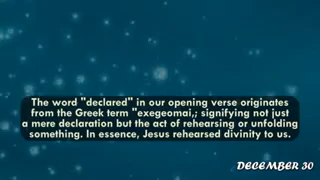 The word "declared" in our opening verse originates
from the Greek term "exegeomai,; signifying not just
a mere declaration but the act of rehearsing or unfolding
something. In essence, Jesus rehearsed divinity to us.
DECEMBER 30